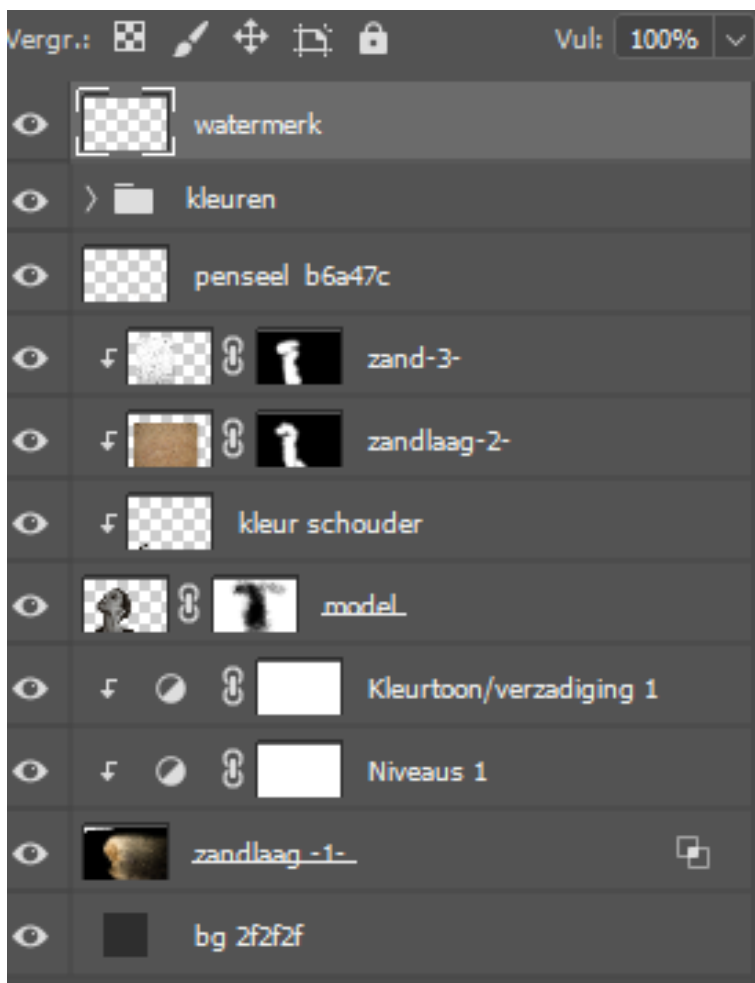 Vergr.: Vul: 100%
watermerk
kleuren
penseel b6a47c
zand-3-
zandlaag-2-
kleur schouder
model
Kleurtoon/verzadiging 1
Niveaus 1
zandlaag -1-
bg 2f2f2f